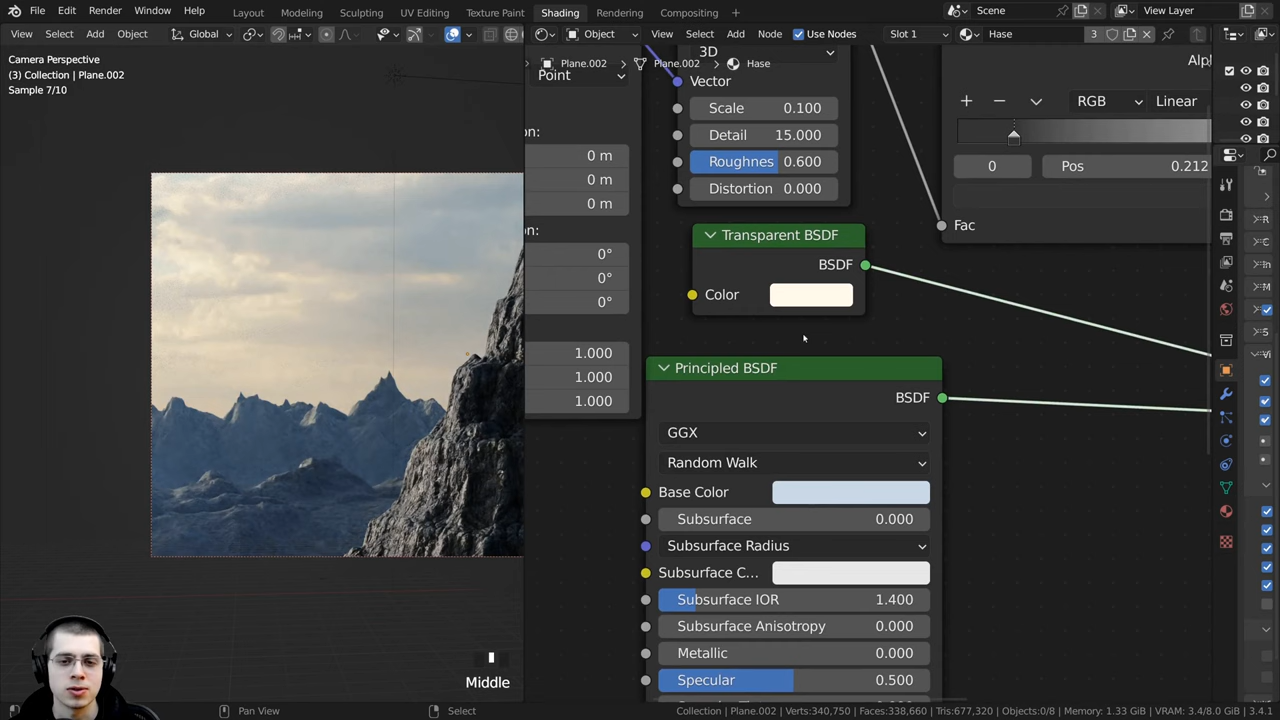 File Edit Render Window Help Layout Modeling Sculpting UV Editing Texture Paint Shading Rendering Compositing + Scene View Layer
View Select Add Object Global Object View Select Add Node Use Nodes Slot 1 Hase 3
Camera Perspective
(3) Collection | Plane.002
Sample 7/10
Plane.002 > Plane.002 > Hase
3D
Point
Vector
Scale 0.100
Detail 15.000
Roughnes 0.600
Distortion 0.000
on:
0 m
0 m
0 m
on:
0°
0°
0°
1.000
1.000
1.000
RGB Linear
0 Pos 0.212
Fac
Transparent BSDF
BSDF
Color
Principled BSDF
BSDF
GGX
Random Walk
Base Color
Subsurface 0.000
Subsurface Radius
Subsurface C...
Subsurface IOR 1.400
Subsurface Anisotropy 0.000
Metallic 0.000
Specular 0.500
Middle
Pan View Select Collection | Plane.002 | Verts:340,750 | Faces:338,660 | Tris:677,320 | Objects:0/8 | Memory: 1.33 GiB | VRAM: 3.4/8.0 GiB | 3.4.1